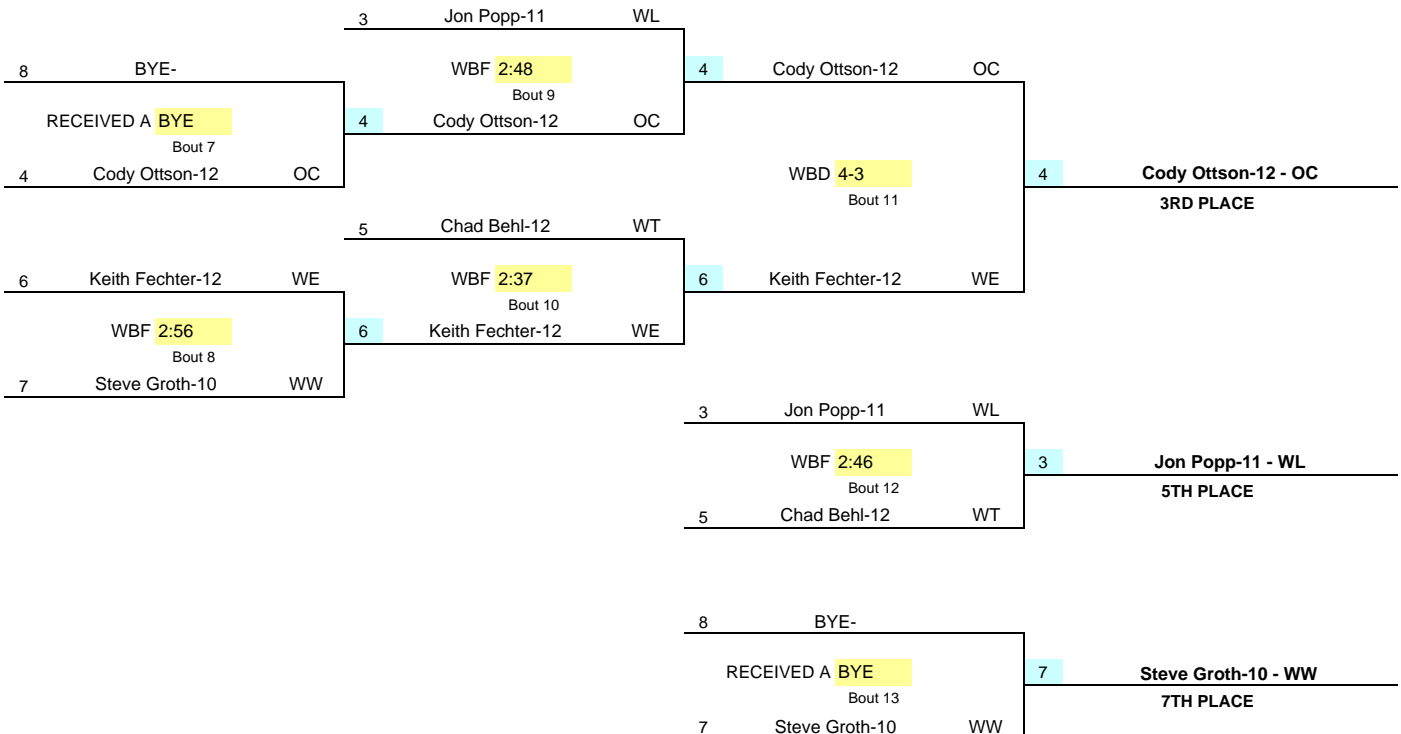 3 Jon Popp-11 WL
8 BYE- WBF 2:48 4 Cody Ottson-12 OC
Bout 9
RECEIVED A BYE 4 Cody Ottson-12 OC
Bout 7
4 Cody Ottson-12 OC WBD 4-3 4 Cody Ottson-12 - OC
Bout 11 3RD PLACE
5 Chad Behl-12 WT
6 Keith Fechter-12 WE WBF 2:37 6 Keith Fechter-12 WE
Bout 10
WBF 2:56 6 Keith Fechter-12 WE
Bout 8
7 Steve Groth-10 WW
3 Jon Popp-11 WL
WBF 2:46 3 Jon Popp-11 - WL
Bout 12 5TH PLACE
5 Chad Behl-12 WT
8 BYE-
RECEIVED A BYE 7 Steve Groth-10 - WW
Bout 13 7TH PLACE
7 Steve Groth-10 WW